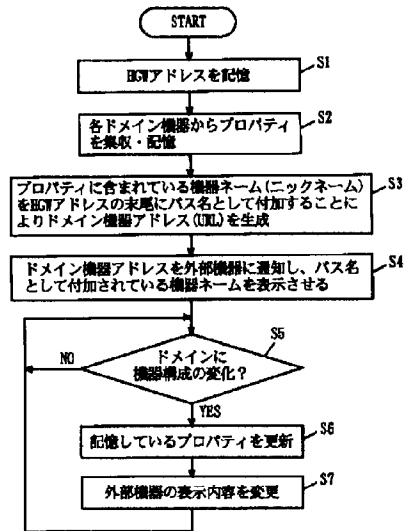 START
S1
HGWアドレスを記憶
S2
各ドメイン機器からプロパティ
を集収・記憶
S3
プロパティに含まれている機器ネーム(ニックネーム)
をHGWアドレスの末尾にパス名として付加することに
よりドメイン機器アドレス(URL)を生成
S4
ドメイン機器アドレスを外部機器に通知し、パス名
として付加されている機器ネームを表示させる
S5
NO
ドメインに
機器構成の変化?
YES
S6
記憶しているプロパティを更新
S7
外部機器の表示内容を変更